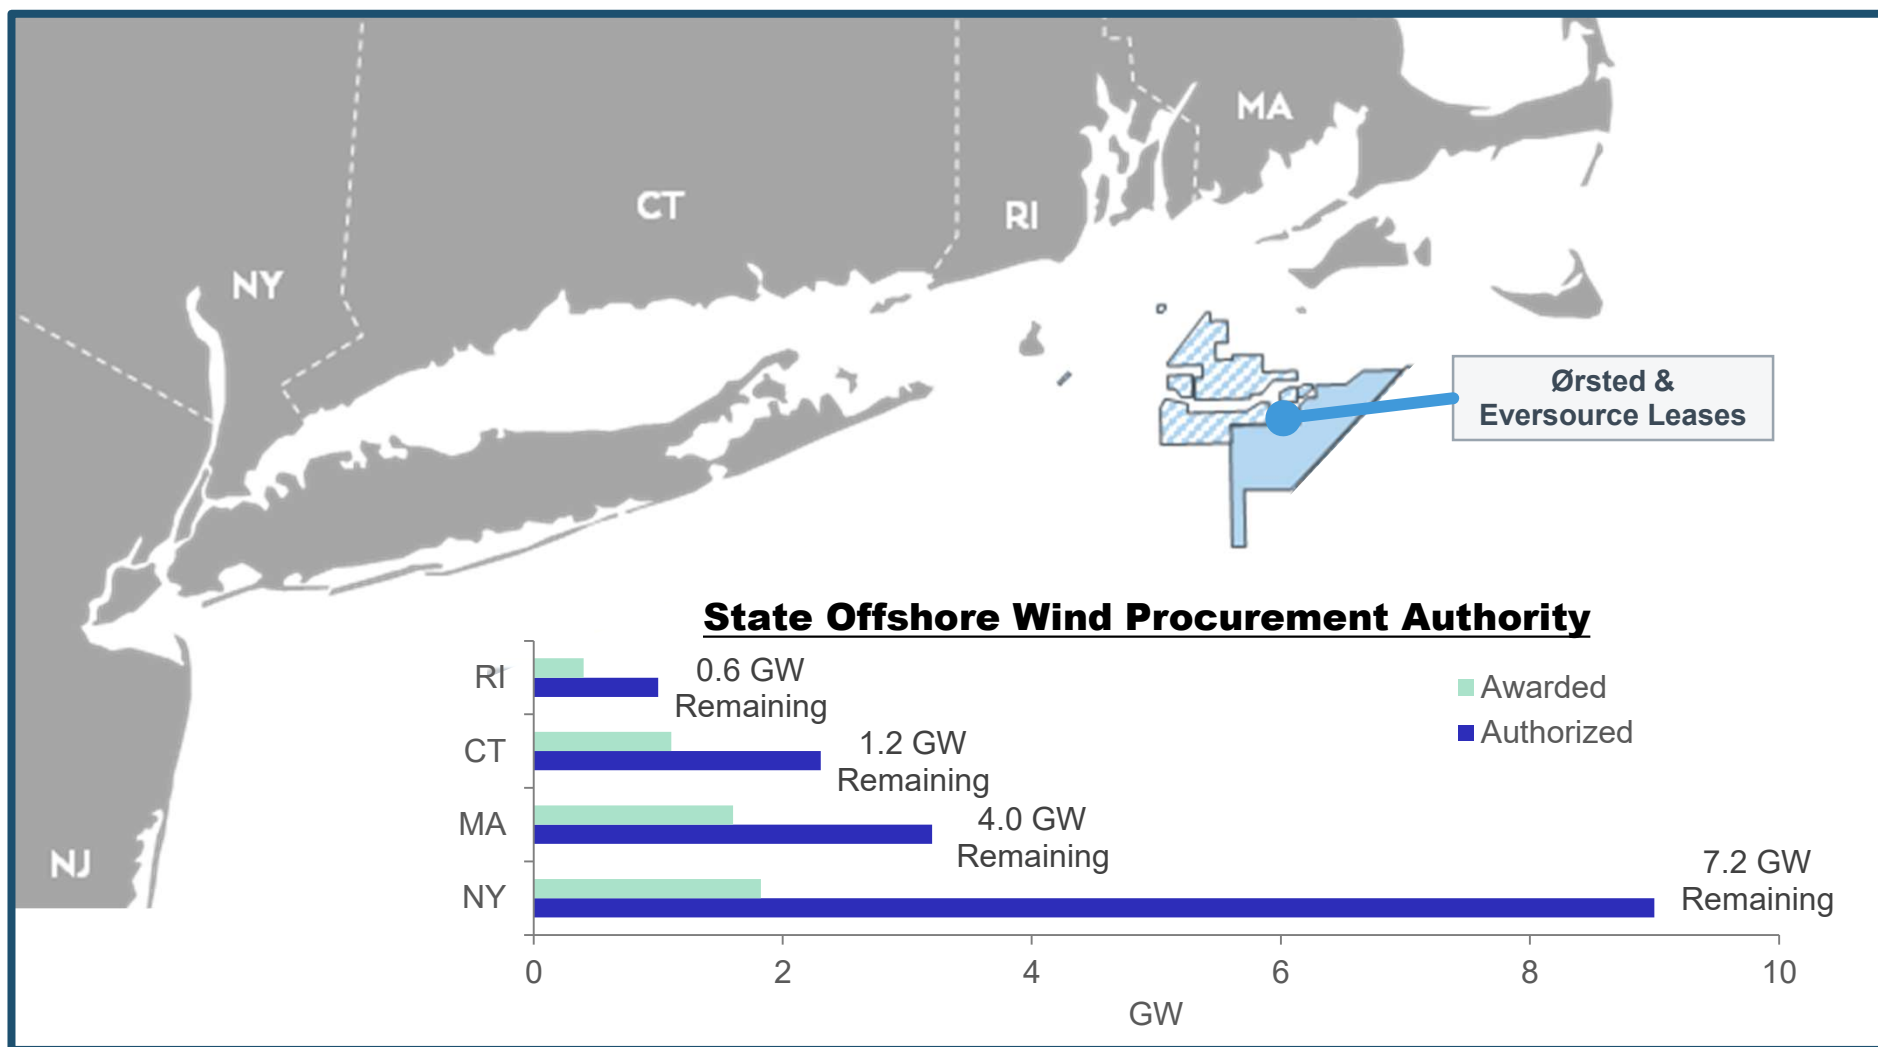 MA
CT
RI
NY
Ørsted &
Eversource Leases
NJ
State Offshore Wind Procurement Authority
RI
0.6 GW
Remaining
CT
1.2 GW
Remaining
MA
4.0 GW
Remaining
NY
7.2 GW
Remaining
Awarded
Authorized
0 2 4 6 8 10
GW